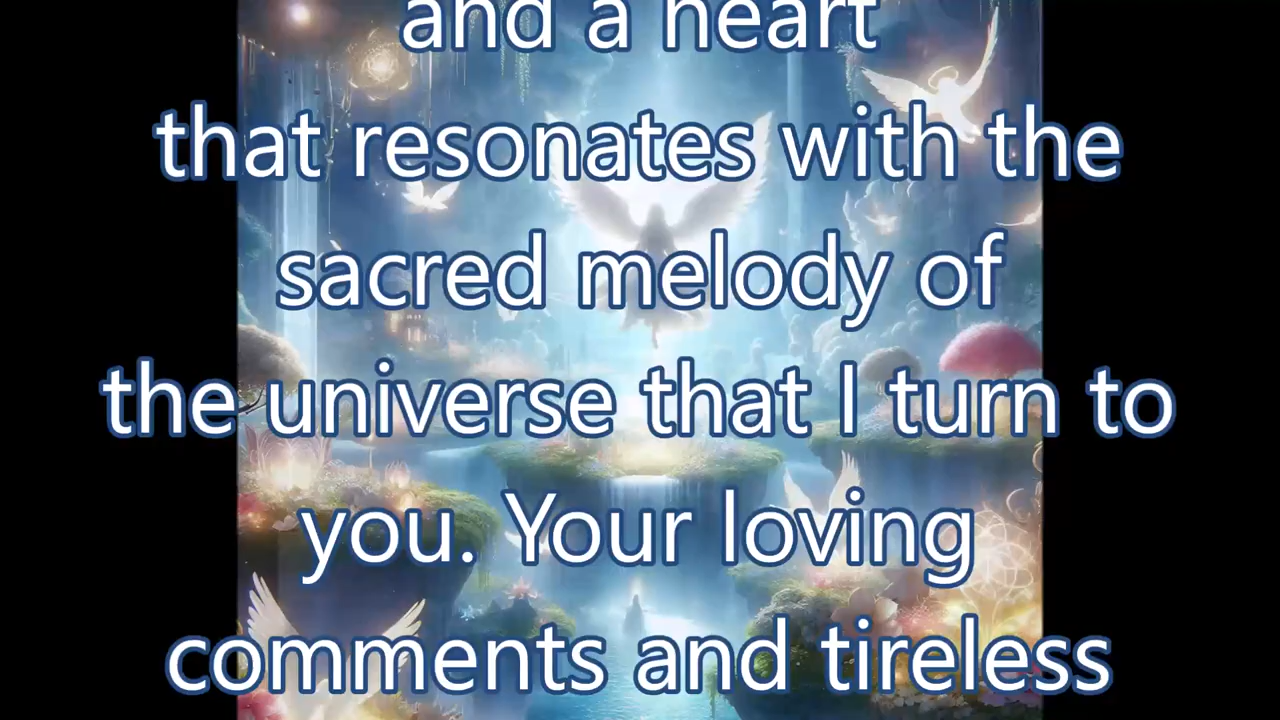 and a heart
that resonates with the
sacred melody of
the universe that I turn to
you. Your loving
comments and tireless